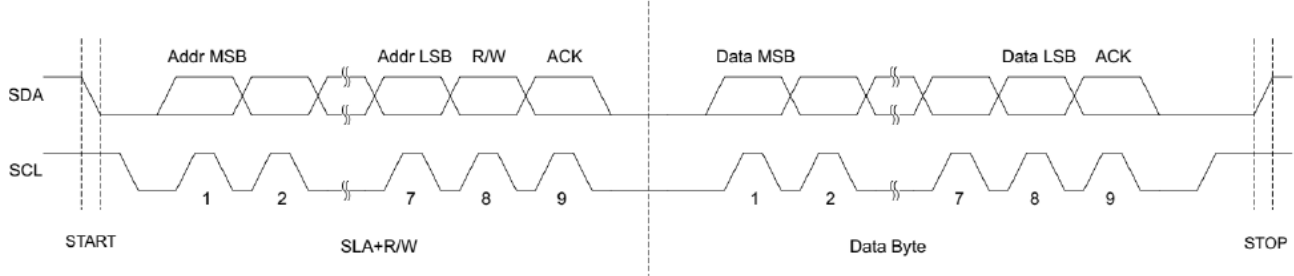 Addr MSB Addr LSB R/W ACK Data MSB Data LSB ACK
SDA
SCL
1 2 7 8 9 1 2 7 8 9
START SLA+R/W Data Byte STOP